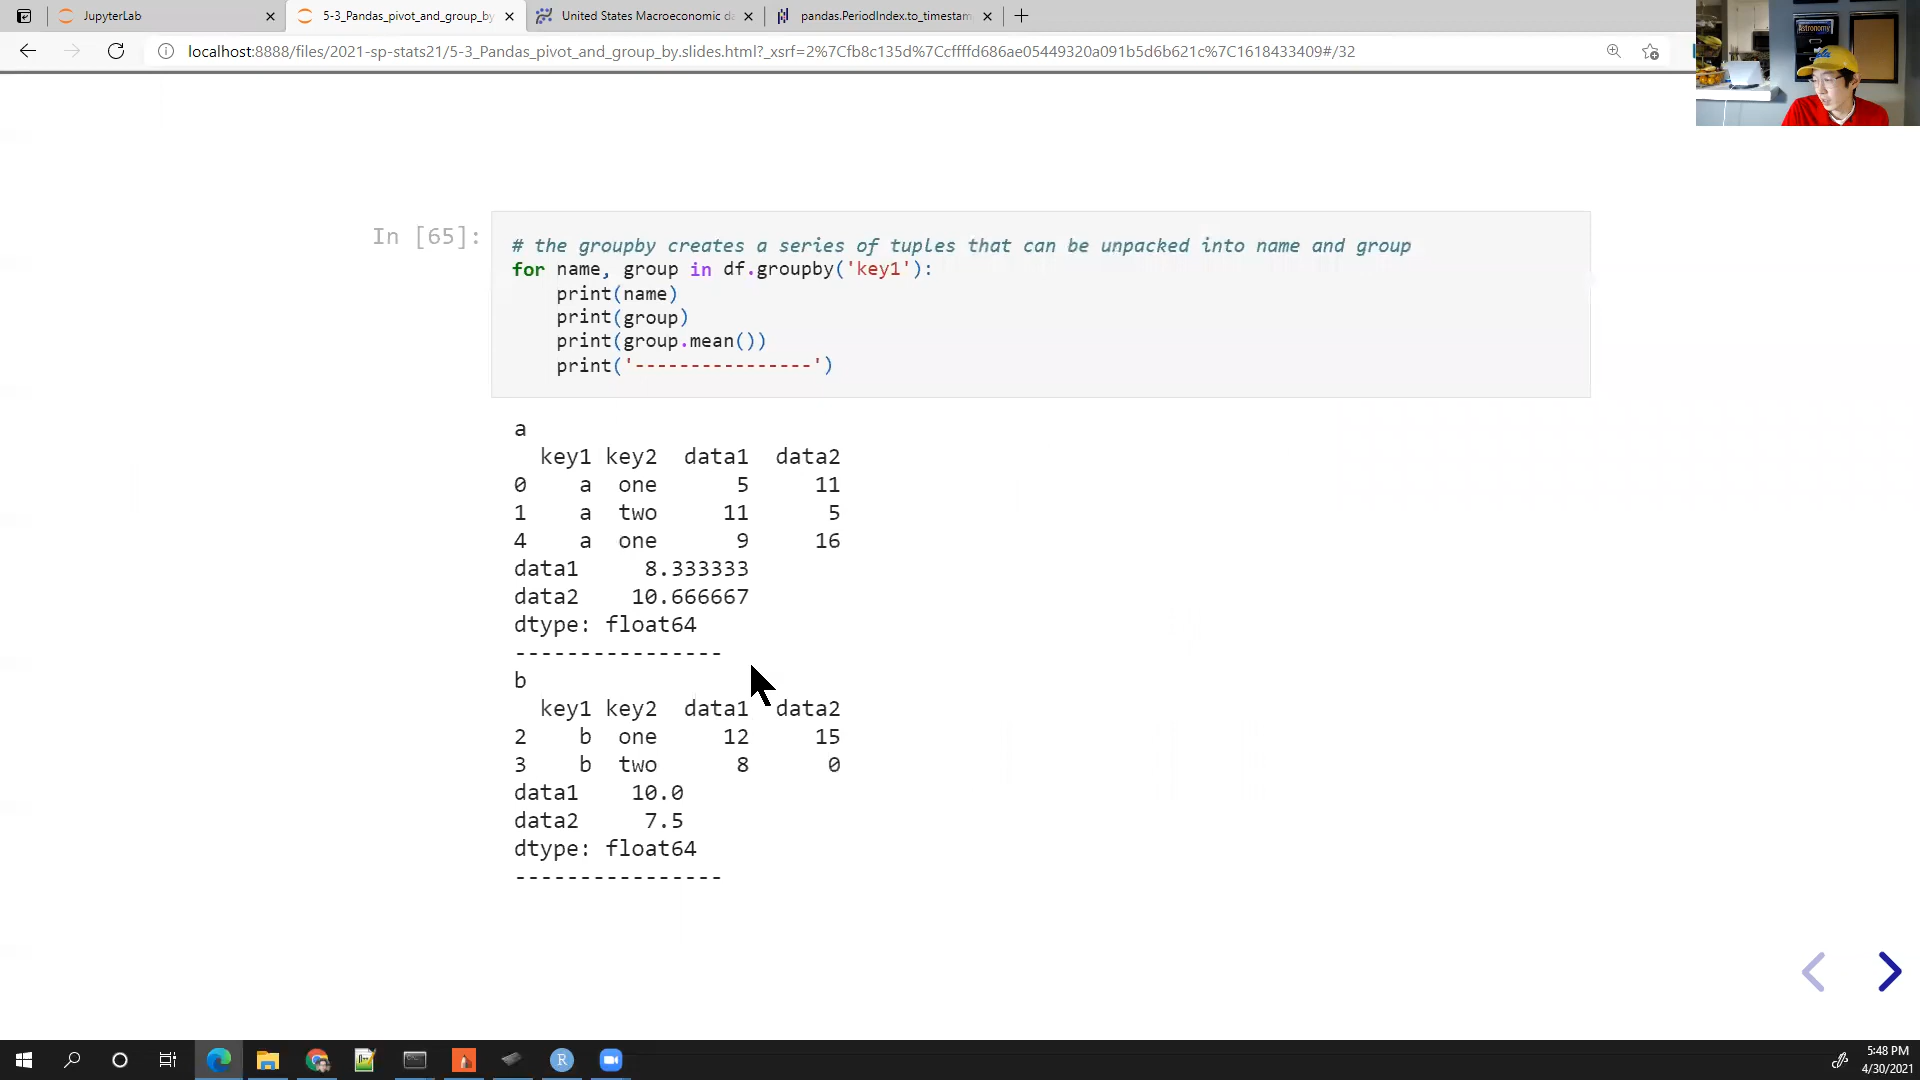 JupyterLab
5-3_Pandas_pivot_and_group_by
United States Macroeconomic da
pandas.PeriodIndex.to_timestam
localhost:8888/files/2021-sp-stats21/5-3_Pandas_pivot_and_group_by.slides.html?_xsrf=2%7Cfb8c135d%7Ccffffd686ae05449320a091b5d6b621c%7C1618433409#/32
Astronomy
In [65]:
# the groupby creates a series of tuples that can be unpacked into name and group
for name, group in df.groupby('key1'):
    print(name)
    print(group)
    print(group.mean())
    print('----------------')
a
  key1 key2  data1  data2
0    a  one      5     11
1    a  two     11      5
4    a  one      9     16
data1     8.333333
data2    10.666667
dtype: float64
----------------
b
  key1 key2  data1  data2
2    b  one     12     15
3    b  two      8      0
data1    10.0
data2     7.5
dtype: float64
----------------
R
5:48 PM
4/30/2021